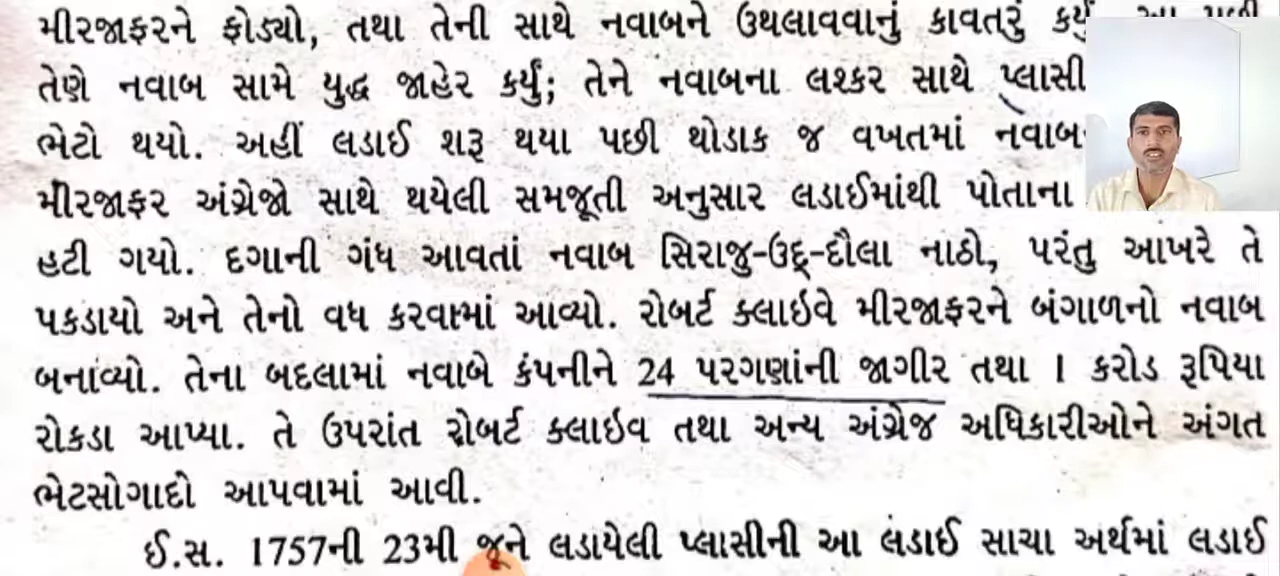 મીરજાફરને ફોડ્યો, તથા તેની સાથે નવાબને ઉથલાવવાનું કાવતરું કર્યું
તેણે નવાબ સામે યુદ્ધ જાહેર કર્યું; તેને નવાબના લશ્કર સાથે પ્લાસી
ભેટો થયો. અહીં લડાઈ શરૂ થયા પછી થોડાક જ વખતમાં નવાબ
મીરજાફર અંગ્રેજો સાથે થયેલી સમજૂતી અનુસાર લડાઈમાંથી પોતાના
હટી ગયો. દગાની ગંધ આવતાં નવાબ સિરાજુ-ઉદ્-દૌલા નાઠો, પરંતુ આખરે તે
પકડાયો અને તેનો વધ કરવામાં આવ્યો. રોબર્ટ ક્લાઇવે મીરજાફરને બંગાળનો નવાબ
બનાવ્યો. તેના બદલામાં નવાબે કંપનીને 24 પરગણાંની જાગીર તથા 1 કરોડ રૂપિયા
રોકડા આપ્યા. તે ઉપરાંત રોબર્ટ ક્લાઇવ તથા અન્ય અંગ્રેજ અધિકારીઓને અંગત
ભેટસોગાદો આપવામાં આવી.
ઈ.સ. 1757ની 23મી જૂને લડાયેલી પ્લાસીની આ લડાઈ સાચા અર્થમાં લડાઈ